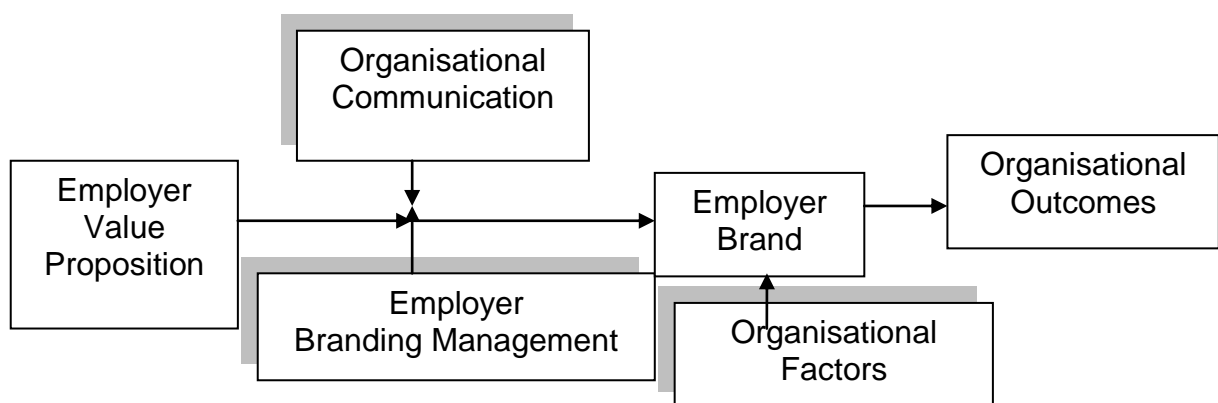 Organisational
Communication
Employer
Value
Proposition
Employer
Branding Management
Employer
Brand
Organisational
Factors
Organisational
Outcomes